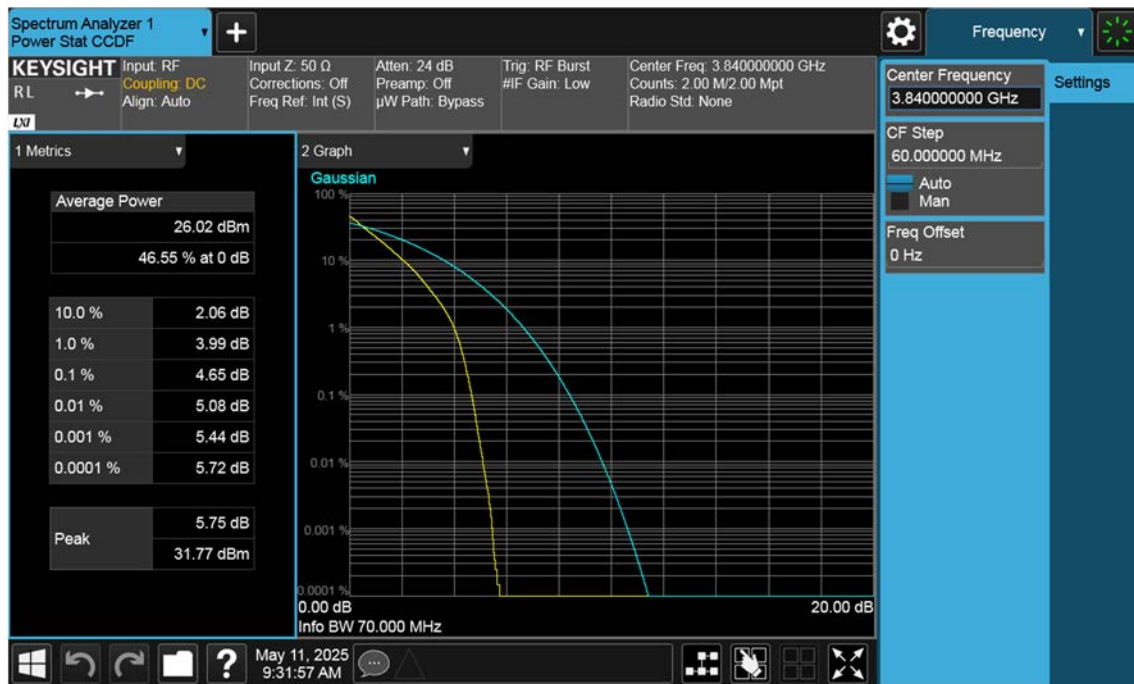 Spectrum Analyzer 1
Power Stat CCDF
+
Frequency
KEYSIGHT
R L
LXI
Input: RF
Coupling: DC
Align: Auto
Input Z: 50 Ω
Corrections: Off
Freq Ref: Int (S)
Atten: 24 dB
Preamp: Off
µW Path: Bypass
Trig: RF Burst
#IF Gain: Low
Center Freq: 3.840000000 GHz
Counts: 2.00 M/2.00 Mpt
Radio Std: None
Center Frequency
3.840000000 GHz
Settings
CF Step
60.000000 MHz
Auto
Man
Freq Offset
0 Hz
1 Metrics
Average Power
26.02 dBm
46.55 % at 0 dB
10.0 % 2.06 dB
1.0 % 3.99 dB
0.1 % 4.65 dB
0.01 % 5.08 dB
0.001 % 5.44 dB
0.0001 % 5.72 dB
Peak
5.75 dB
31.77 dBm
2 Graph
Gaussian
100 %
10 %
1 %
0.1 %
0.01 %
0.001 %
0.0001 %
0.00 dB
20.00 dB
Info BW 70.000 MHz
?
May 11, 2025
9:31:57 AM